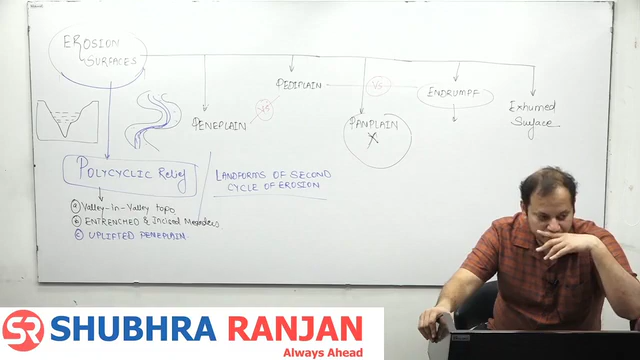 EROSION
SURFACES
PENEPLAIN
Vs
PEDIPLAIN
Vs
PANPLAIN
X
ENDRUMPF
Exhumed
Surface
POLYCYCLIC Relief
LANDFORMS OF SECOND
CYCLE OF EROSION
(a) Valley-In-Valley topo
(b) ENTRENCHED & Incised Meanders
(c) UPLIFTED PENEPLAIN
SR SHUBHRA RANJAN
Always Ahead